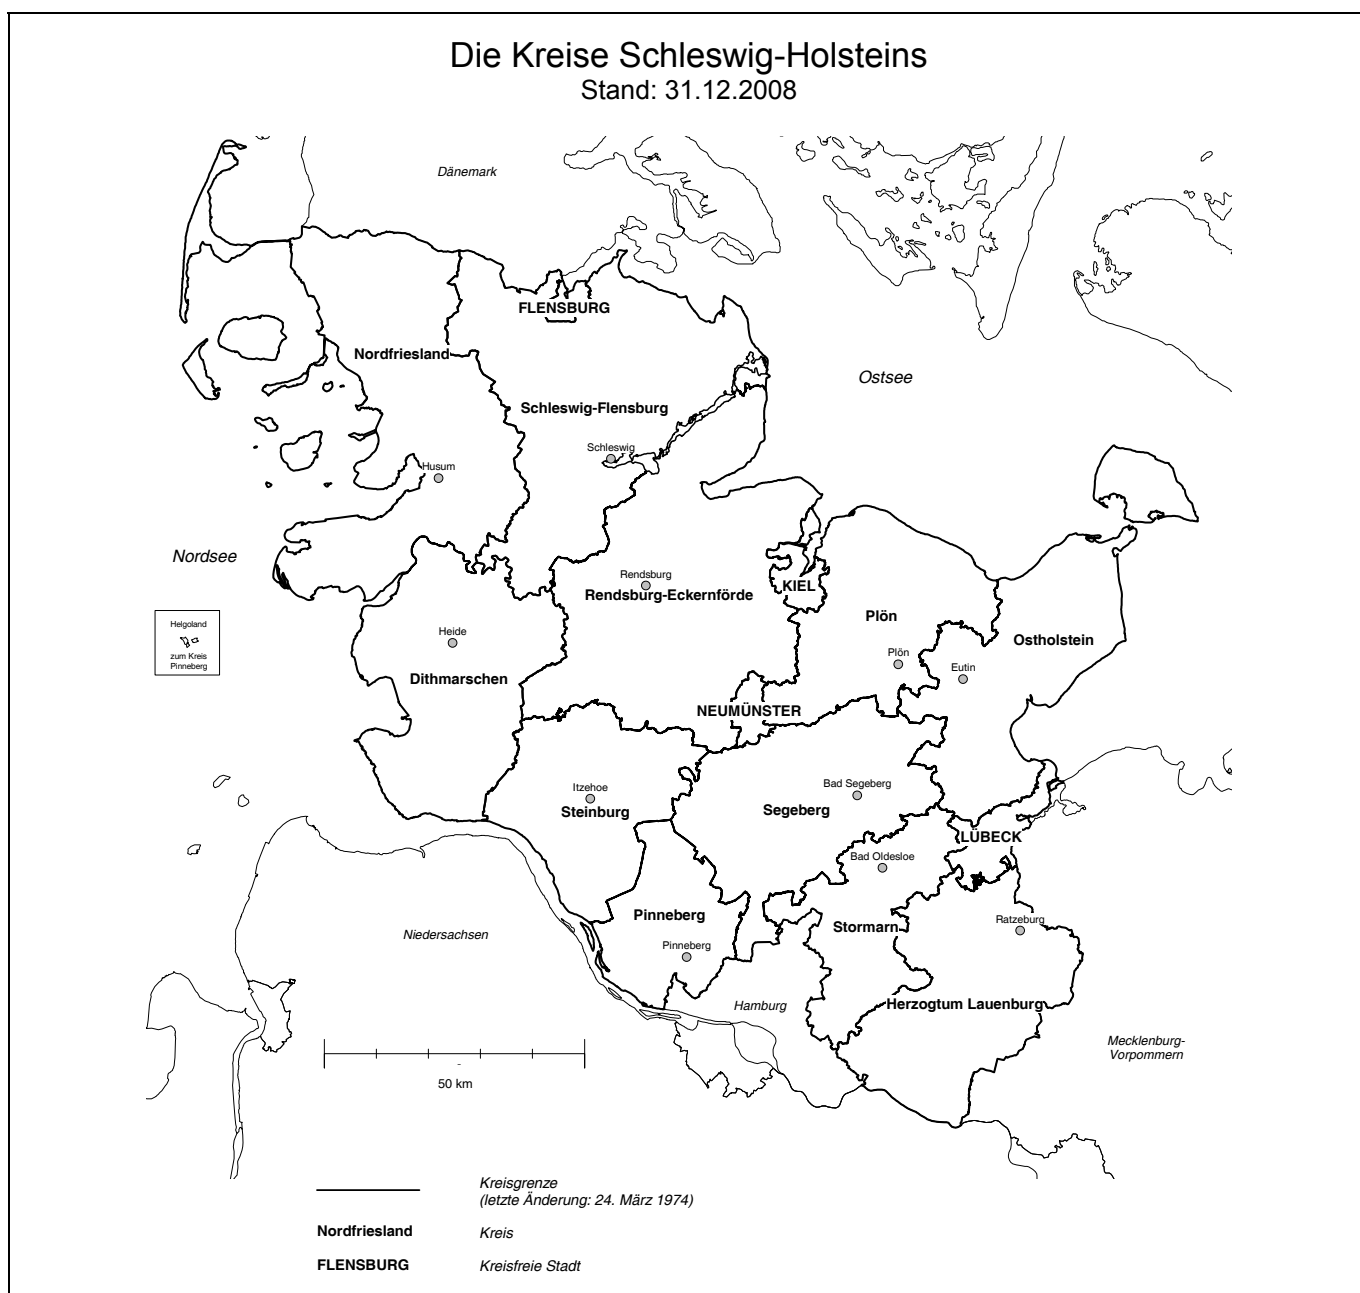 Die Kreise Schleswig-Holsteins
Stand: 31.12.2008
Dänemark
FLENSBURG
Nordfriesland
Ostsee
Schleswig-Flensburg
Schleswig
Husum
Nordsee
Rendsburg
Rendsburg-Eckernförde
KIEL
Helgoland
zum Kreis
Pinneberg
Heide
Dithmarschen
Plön
Plön
Ostholstein
Eutin
NEUMÜNSTER
Itzehoe
Steinburg
Bad Segeberg
Segeberg
LÜBECK
Bad Oldesloe
Pinneberg
Pinneberg
Stormarn
Ratzeburg
Niedersachsen
Hamburg
Herzogtum Lauenburg
Mecklenburg-
Vorpommern
50 km
Kreisgrenze
(letzte Änderung: 24. März 1974)
Nordfriesland Kreis
FLENSBURG Kreisfreie Stadt